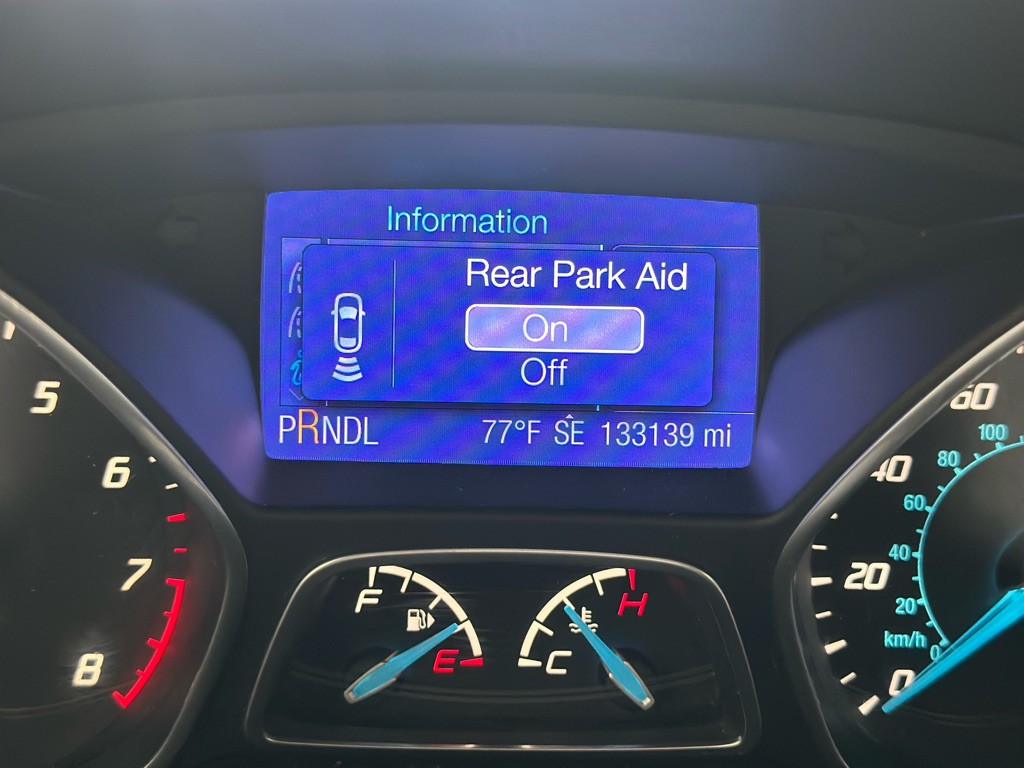 Information
Rear Park Aid
On
Off
PRNDL
77°F SE 133139 mi
5
6
7
8
F
E
C
H
60
40
20
0
100
80
60
40
20
0
km/h